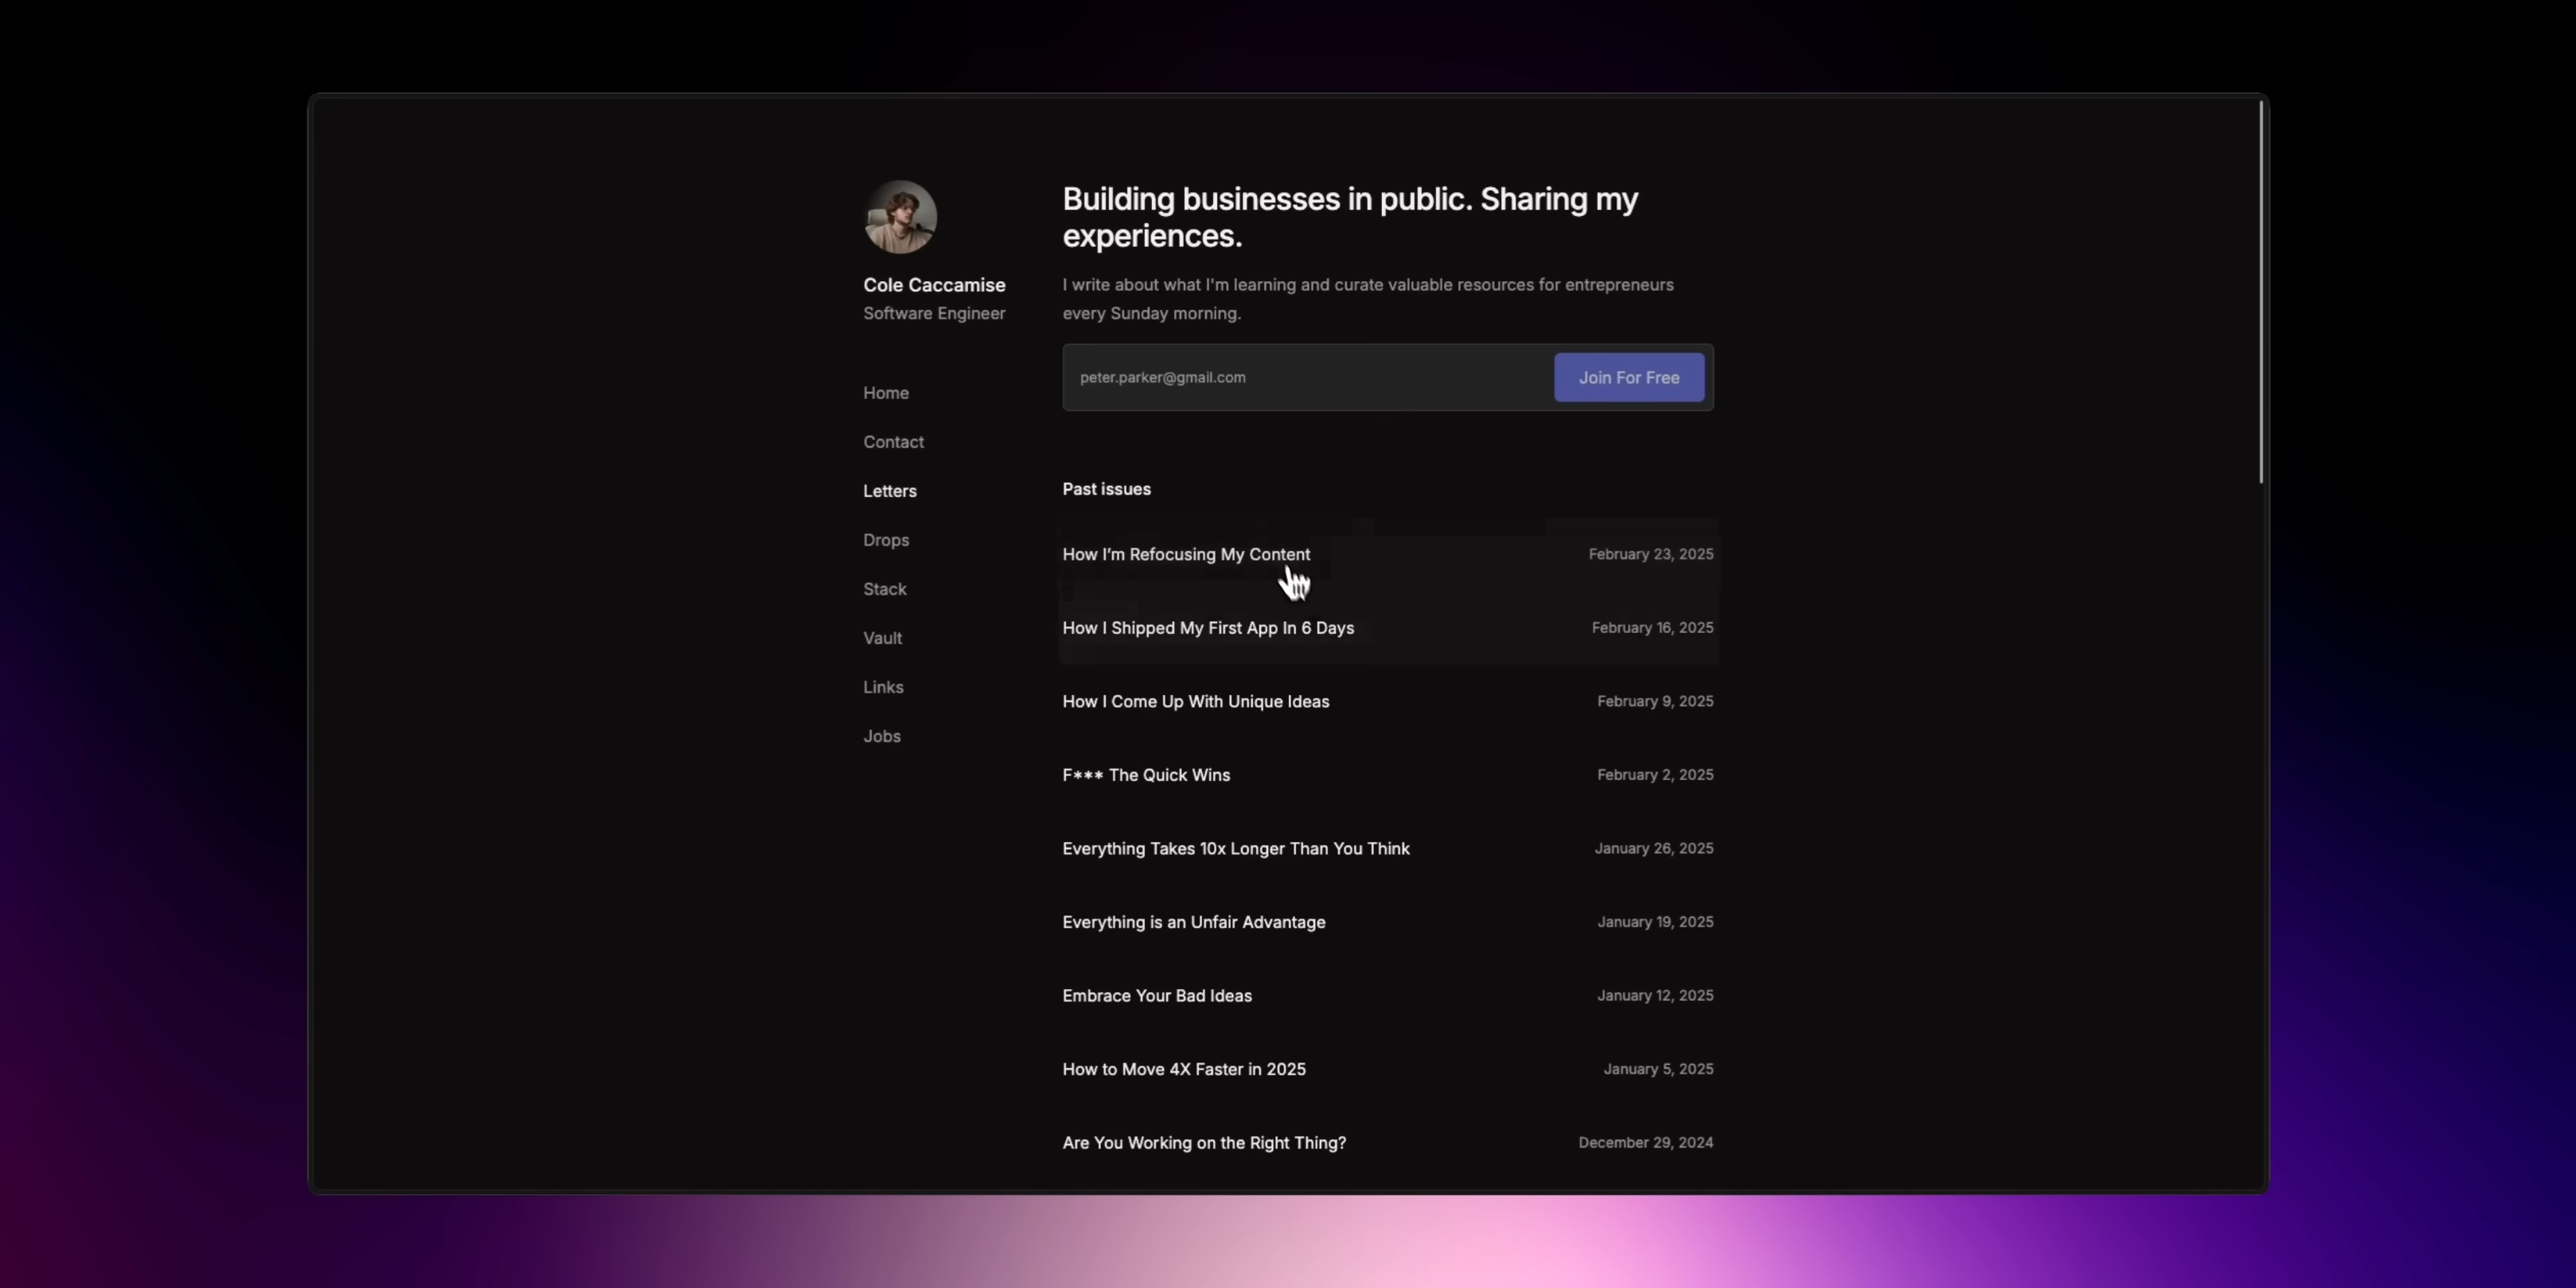 Cole Caccamise
Software Engineer
Home
Contact
Letters
Drops
Stack
Vault
Links
Jobs
Building businesses in public. Sharing my
experiences.
I write about what I'm learning and curate valuable resources for entrepreneurs
every Sunday morning.
peter.parker@gmail.com Join For Free
Past issues
How I’m Refocusing My Content February 23, 2025
How I Shipped My First App In 6 Days February 16, 2025
How I Come Up With Unique Ideas February 9, 2025
F*** The Quick Wins February 2, 2025
Everything Takes 10x Longer Than You Think January 26, 2025
Everything is an Unfair Advantage January 19, 2025
Embrace Your Bad Ideas January 12, 2025
How to Move 4X Faster in 2025 January 5, 2025
Are You Working on the Right Thing? December 29, 2024